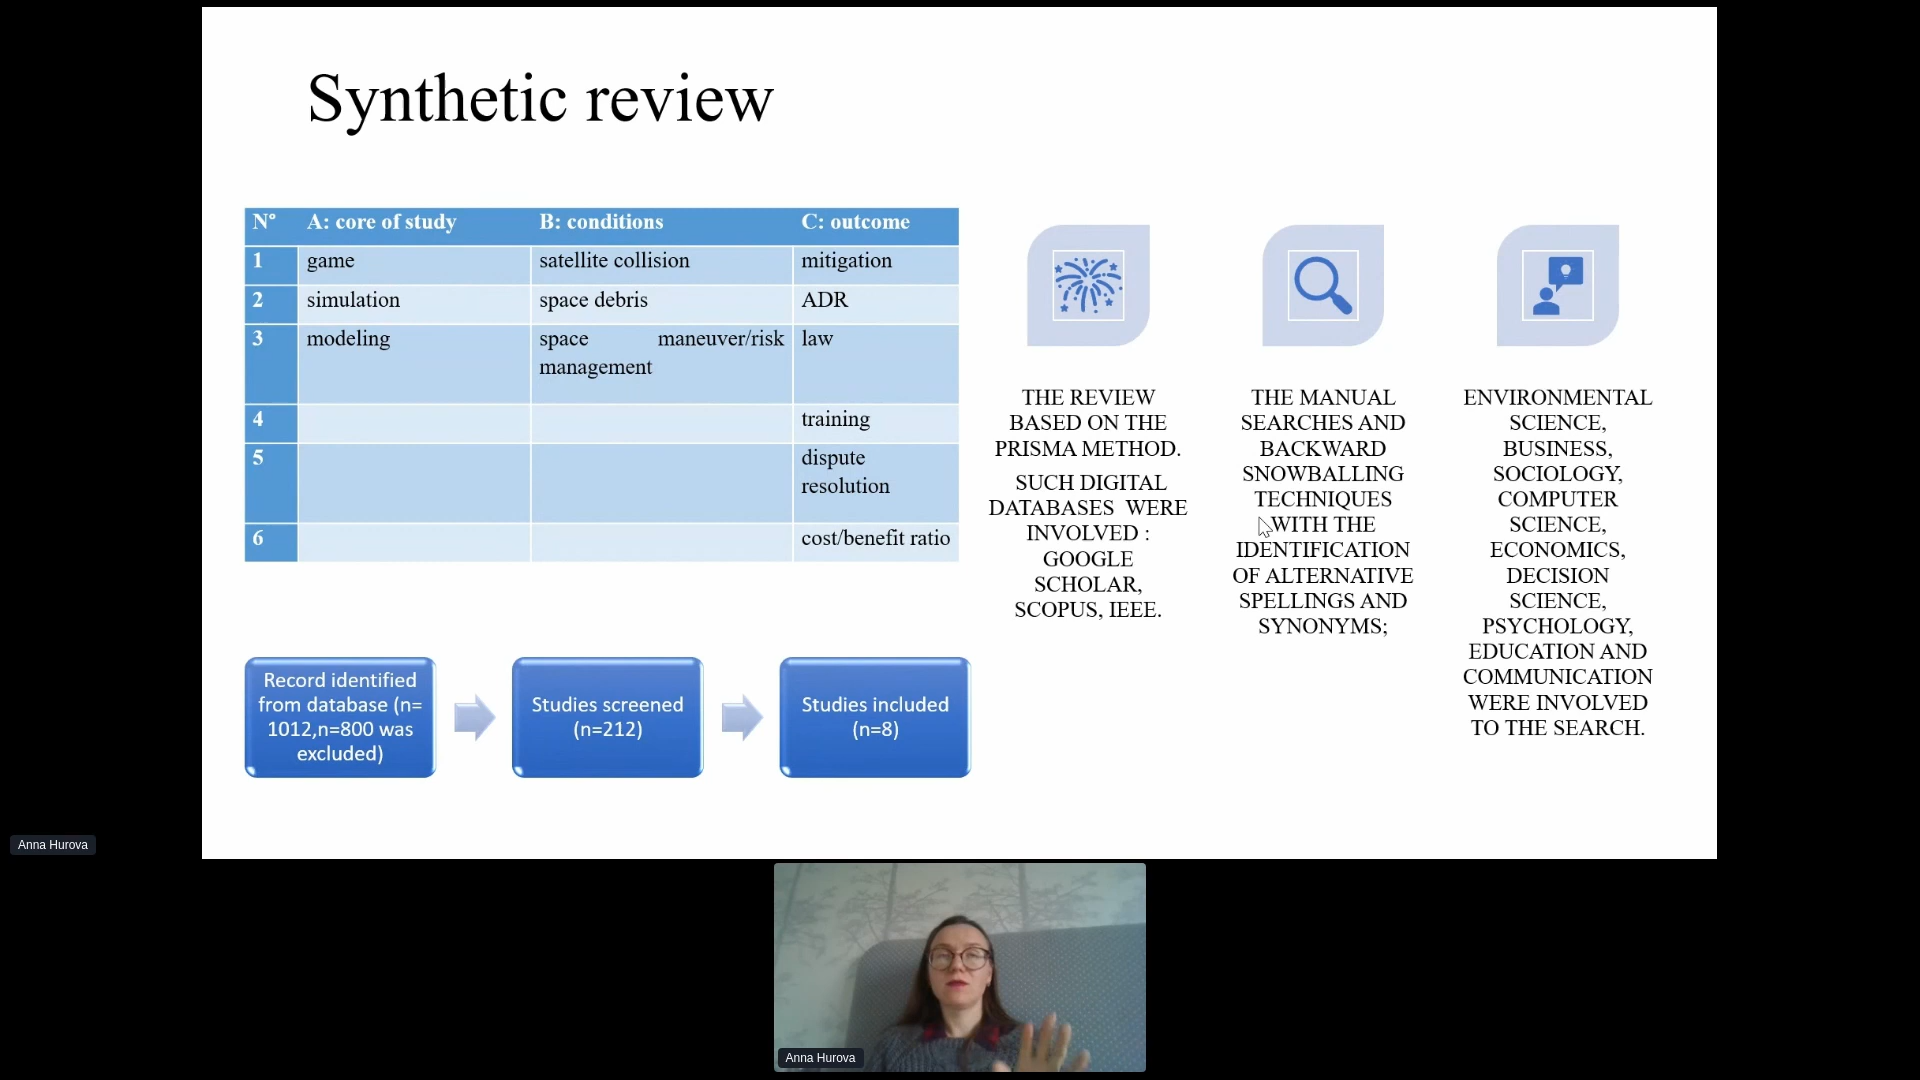 Synthetic review
N° A: core of study B: conditions C: outcome
1 game satellite collision mitigation
2 simulation space debris ADR
3 modeling space maneuver/risk law
management
4 training
5 dispute
resolution
6 cost/benefit ratio
Record identified
from database (n=
1012,n=800 was
excluded)
Studies screened
(n=212)
Studies included
(n=8)
THE REVIEW
BASED ON THE
PRISMA METHOD.
SUCH DIGITAL
DATABASES WERE
INVOLVED :
GOOGLE
SCHOLAR,
SCOPUS, IEEE.
THE MANUAL
SEARCHES AND
BACKWARD
SNOWBALLING
TECHNIQUES
WITH THE
IDENTIFICATION
OF ALTERNATIVE
SPELLINGS AND
SYNONYMS;
ENVIRONMENTAL
SCIENCE,
BUSINESS,
SOCIOLOGY,
COMPUTER
SCIENCE,
ECONOMICS,
DECISION
SCIENCE,
PSYCHOLOGY,
EDUCATION AND
COMMUNICATION
WERE INVOLVED
TO THE SEARCH.
Anna Hurova
Anna Hurova